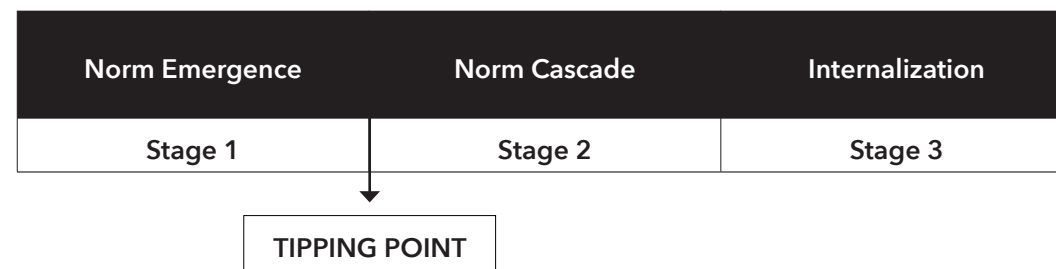 Norm Emergence Norm Cascade Internalization
Stage 1 Stage 2 Stage 3
TIPPING POINT